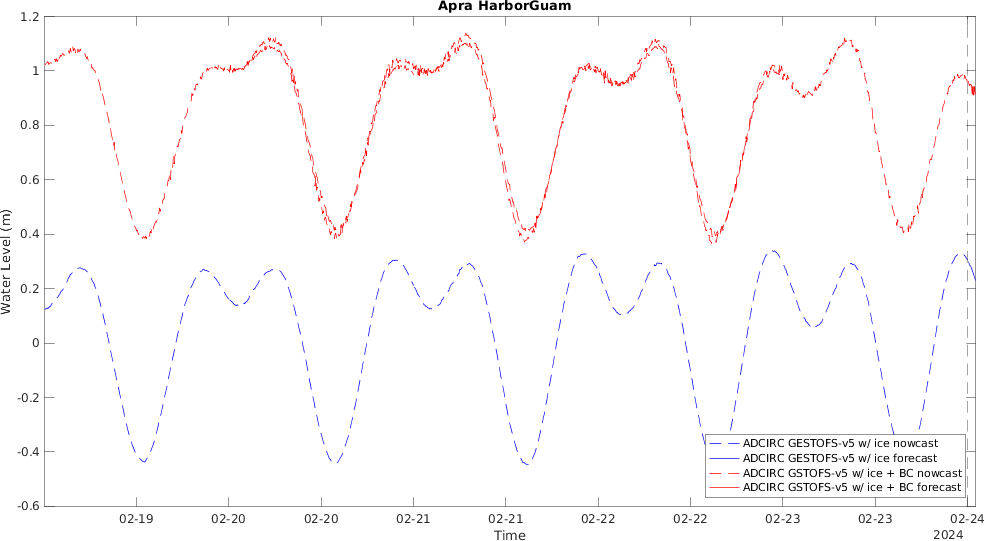 Apra HarborGuam
1.2
1
0.8
0.6
0.4
0.2
0
-0.2
-0.4
-0.6
Water Level (m)
ADCIRC GESTOFS-v5 w/ ice nowcast
ADCIRC GESTOFS-v5 w/ ice forecast
ADCIRC GSTOFS-v5 w/ ice + BC nowcast
ADCIRC GSTOFS-v5 w/ ice + BC forecast
02-19 02-20 02-20 02-21 02-21 02-22 02-22 02-23 02-23 02-24
Time
2024